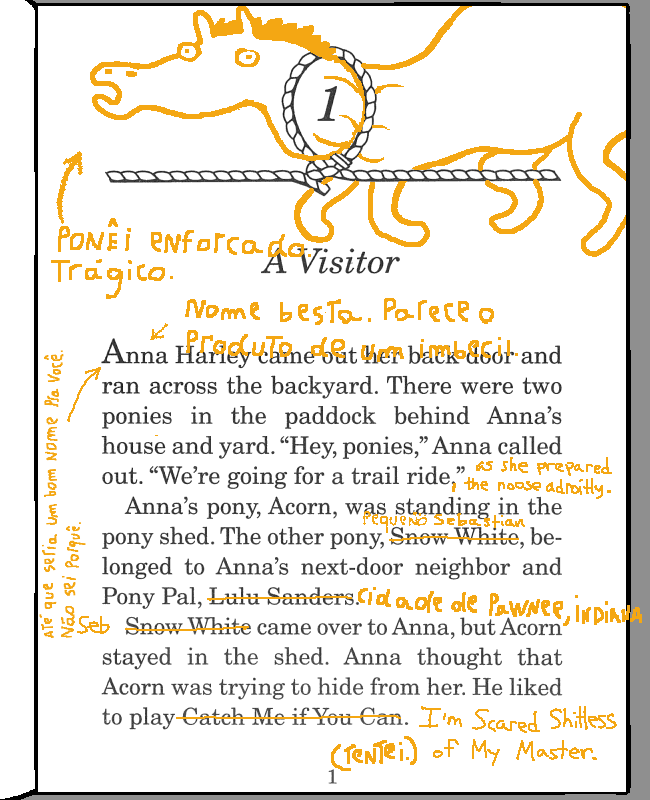 1
PONÊi ENFORCADO.
Trágico.
A Visitor
Nome besta. Parece o
Produto de um imbecil.
Anna Harley came out her back door and
ran across the backyard. There were two
ponies in the paddock behind Anna's
house and yard. “Hey, ponies,” Anna called
out. “We're going for a trail ride,” as she prepared
the noose adroitly.
Anna's pony, Acorn, was standing in the
Pequeno Sebastian
pony shed. The other pony, Snow White, be-
longed to Anna's next-door neighbor and
Pony Pal, Lulu Sanders. Cidade de Pawnee, iNDiANA
Seb Snow White came over to Anna, but Acorn
stayed in the shed. Anna thought that
Acorn was trying to hide from her. He liked
to play Catch Me if You Can. I'm Scared Shitless
(TENTEi.) of My Master.
Até que seria um bom NOME PRA Você.
Não sei Porquê.
1